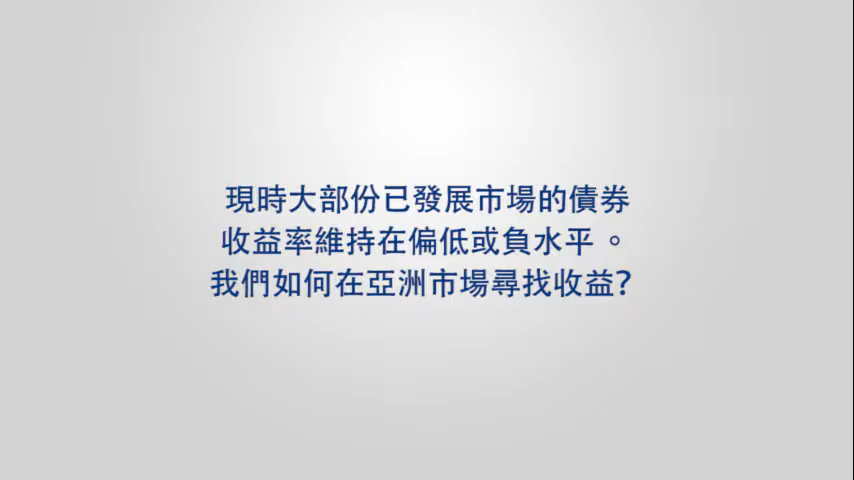 現時大部份已發展市場的債券
收益率維持在偏低或負水平。
我們如何在亞洲市場尋找收益?